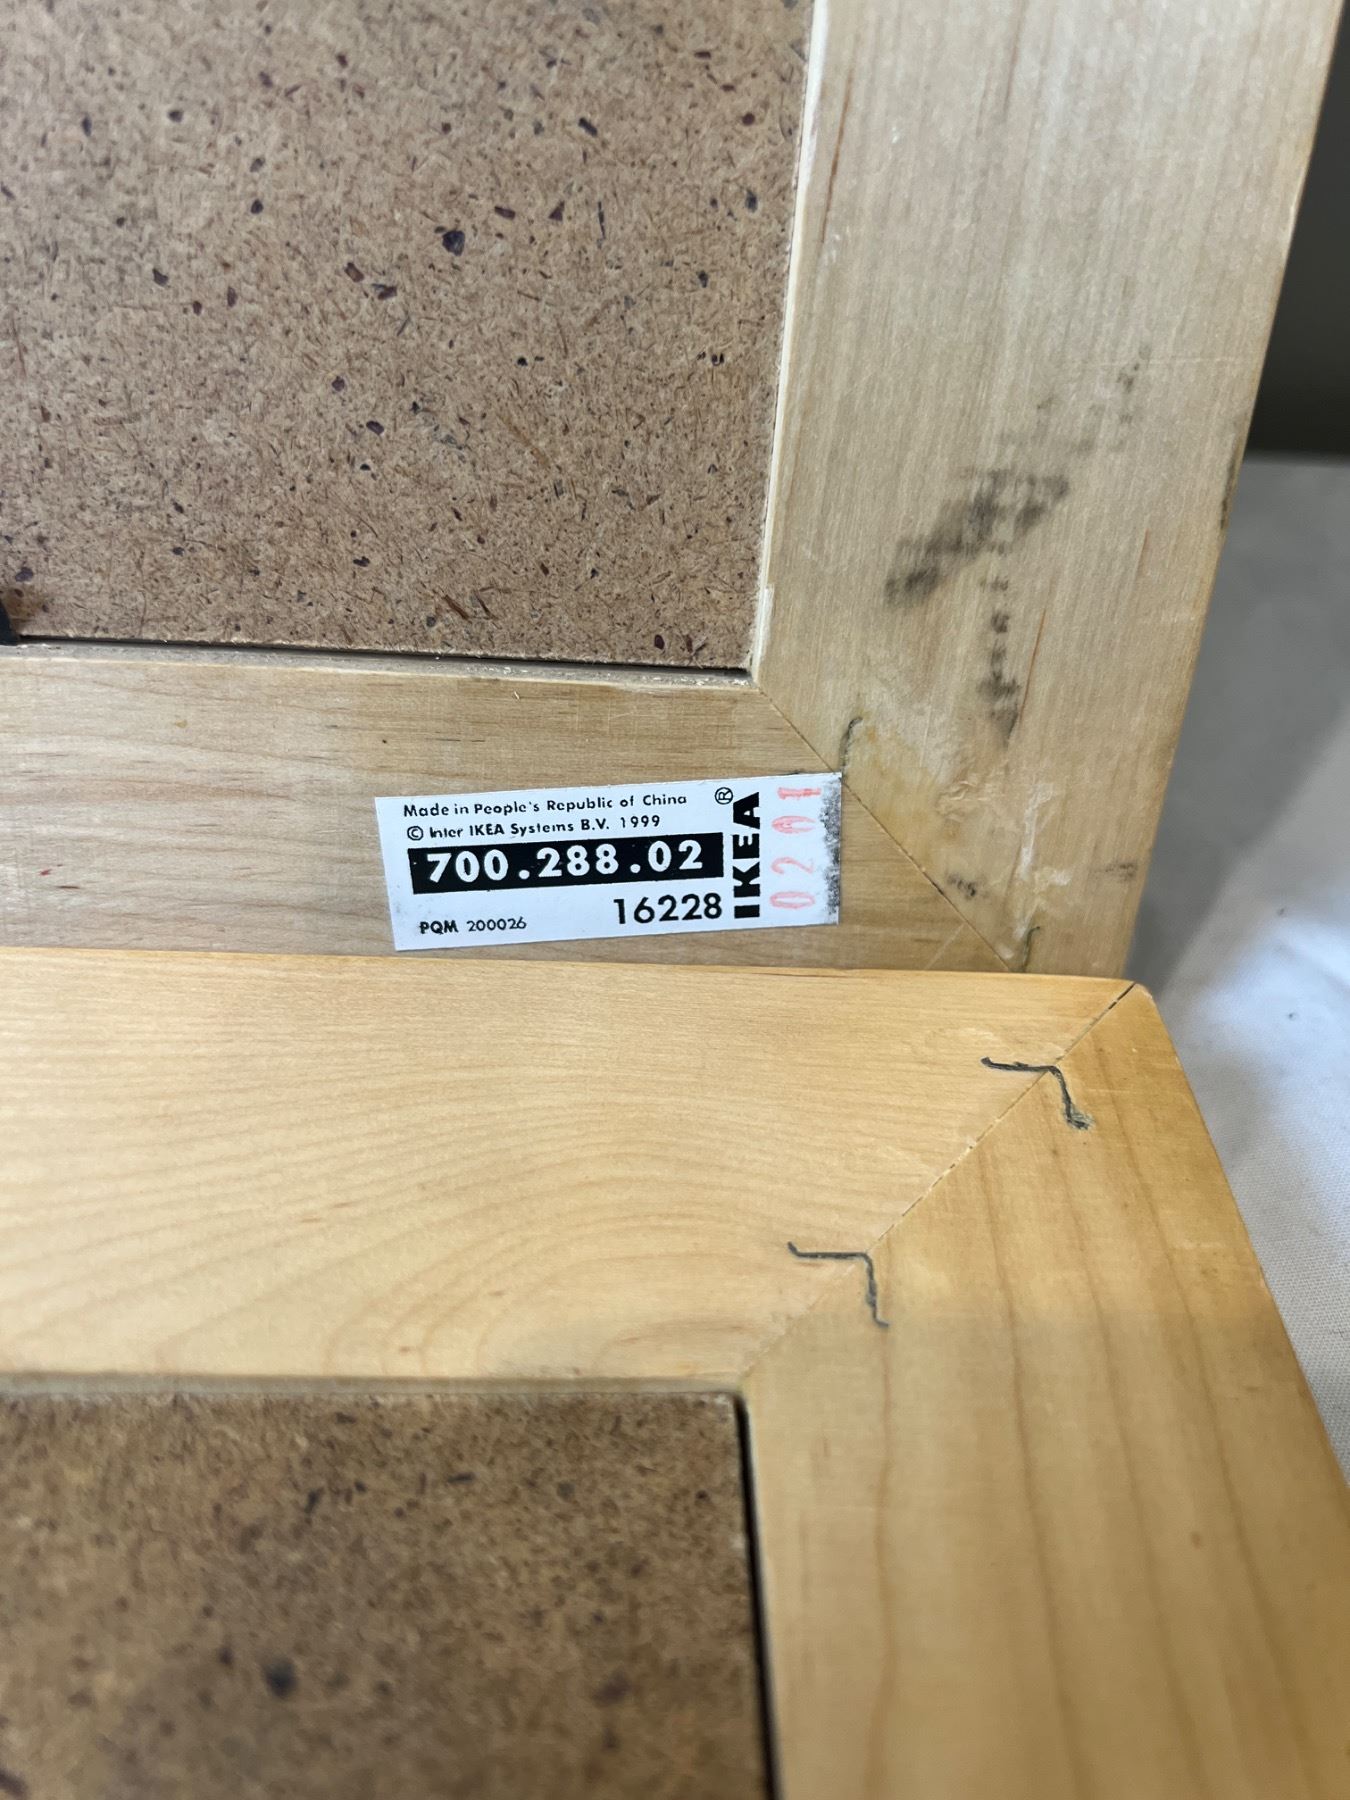 Made in People's Republic of China
© Inter IKEA Systems B.V. 1999
700.288.02
16228
PQM 200026
IKEA®
0201